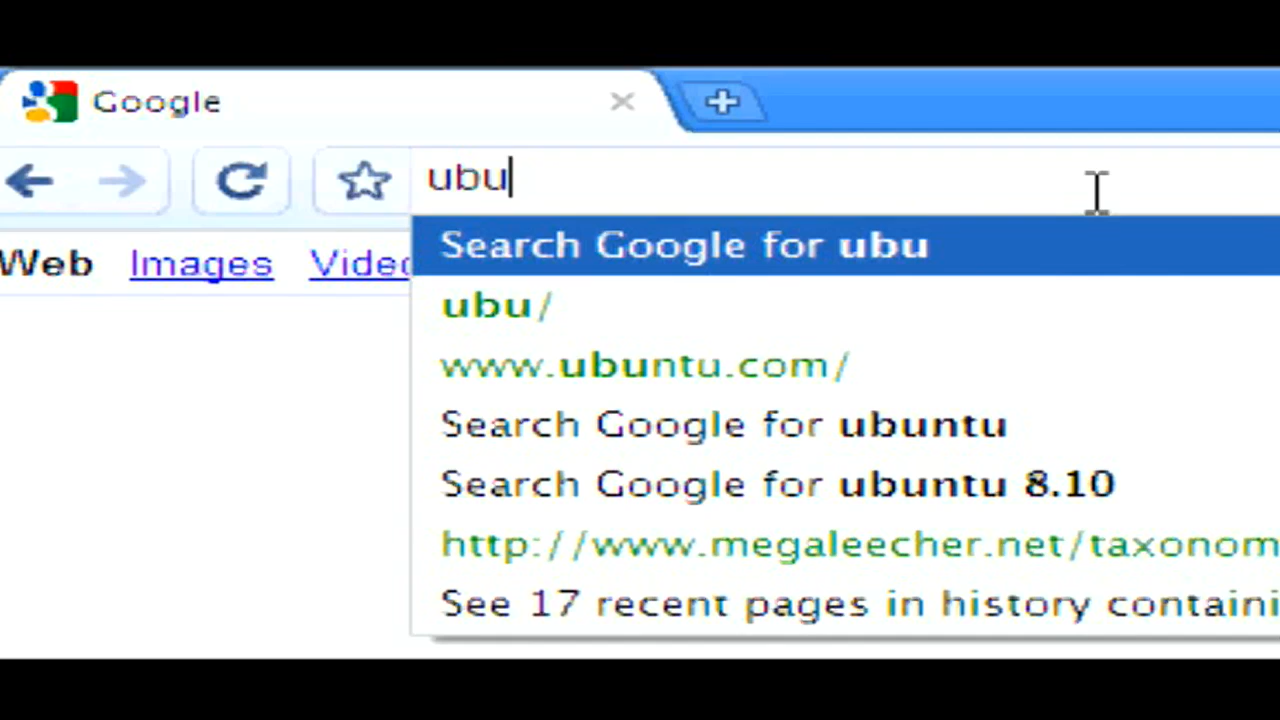 Google
ubu
Web Images
Search Google for ubu
ubu/
www.ubuntu.com/
Search Google for ubuntu
Search Google for ubuntu 8.10
http://www.megaleecher.net/taxonom
See 17 recent pages in history containi